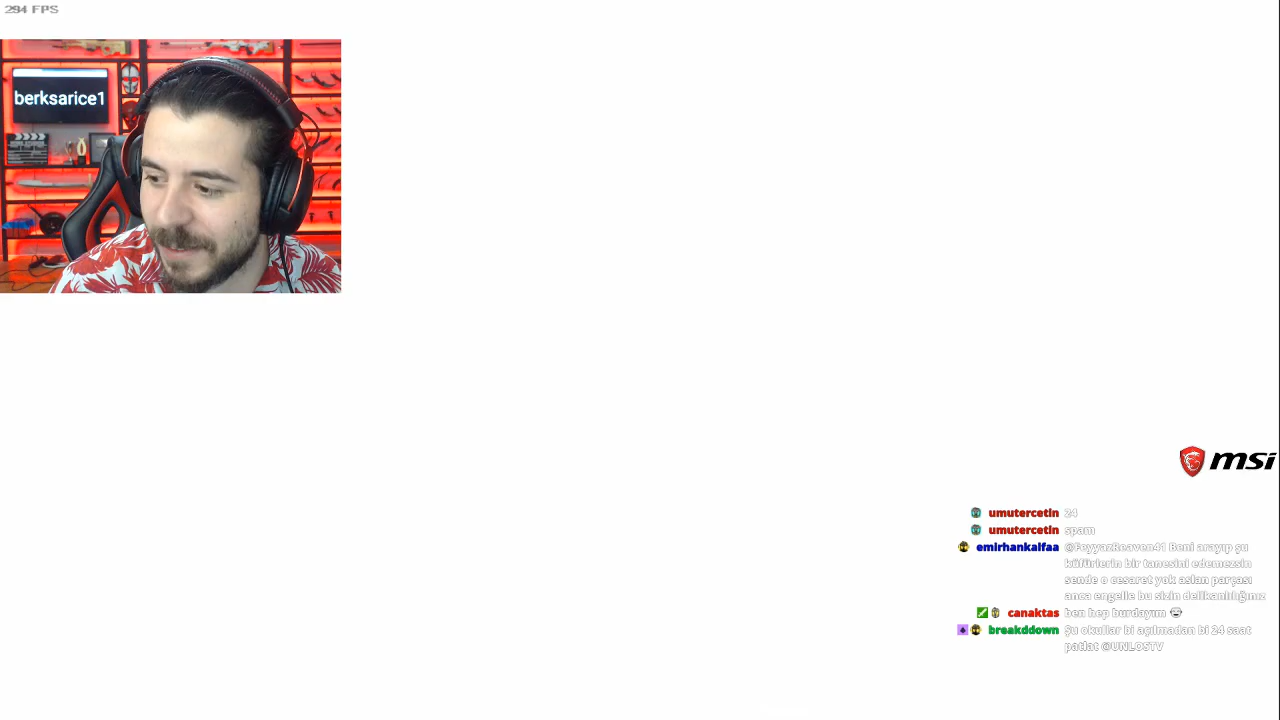 294 FPS
berksarice1
msi
umutercetin 24
umutercetin spam
emirhankalfaa @FeyyazReaven41 Beni arayıp şu
küfürlerin bir tanesini edemezsin
sende o cesaret yok aslan parçası
anca engelle bu sizin delikanlılığınız
canaktas ben hep burdayım
breakddown Şu okullar bi açılmadan bi 24 saat
patlat @UNLOSTV